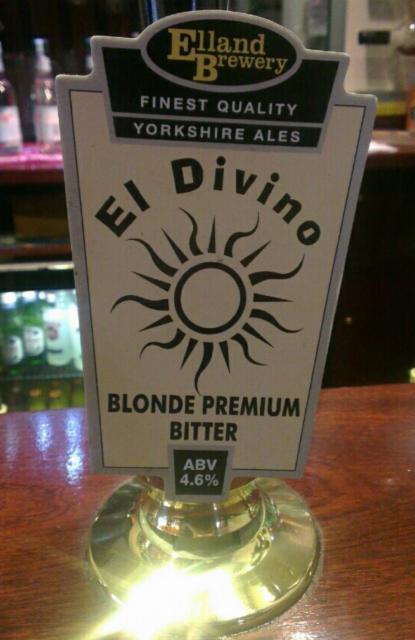 Elland
Brewery
FINEST QUALITY
YORKSHIRE ALES
El Divino
BLONDE PREMIUM
BITTER
ABV
4.6%